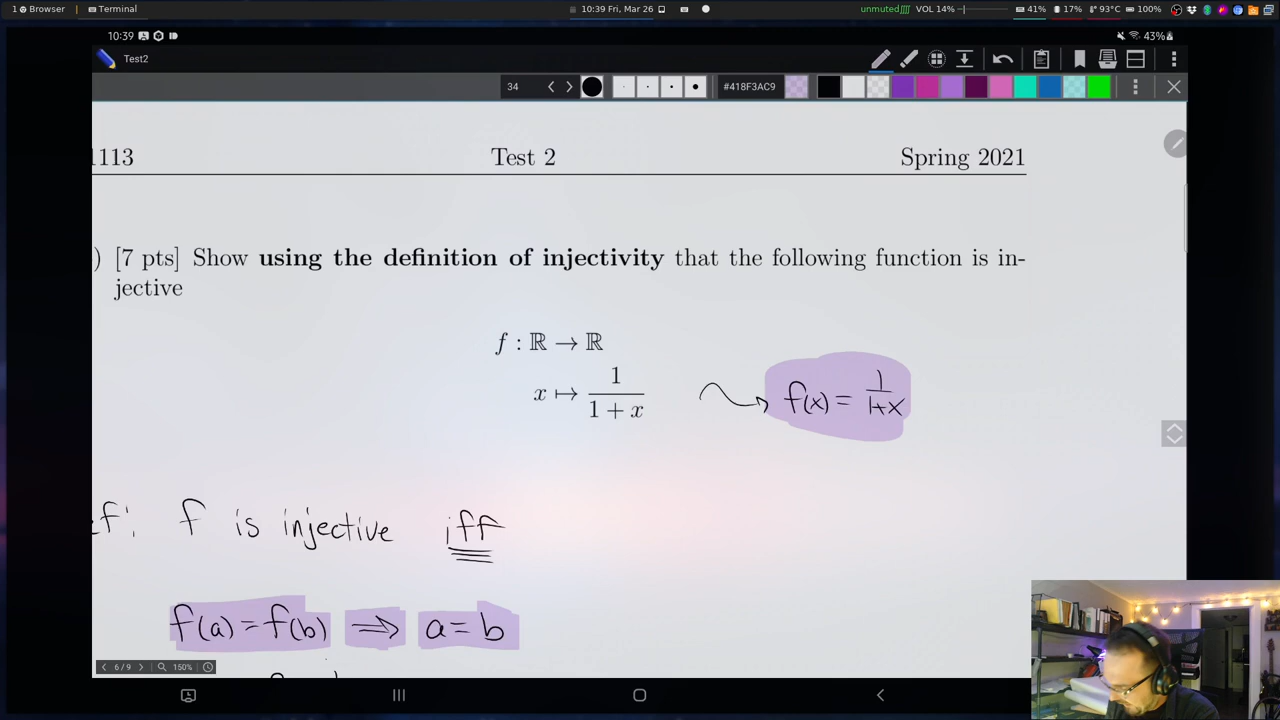 1 Browser Terminal 10:39 Fri, Mar 26 unmuted VOL 14% 41% 17% 93°C 100%
10:39 43%
Test2
34 #418F3AC9
1113 Test 2 Spring 2021
) [7 pts] Show using the definition of injectivity that the following function is in-
jective
f : ℝ → ℝ
x ↦ 1/(1 + x) f(x) = 1/(1+x)
ef: f is injective iff
f(a) = f(b) ⟹ a = b
6/9 150%